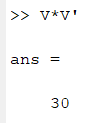 >> V*V'
ans =
30